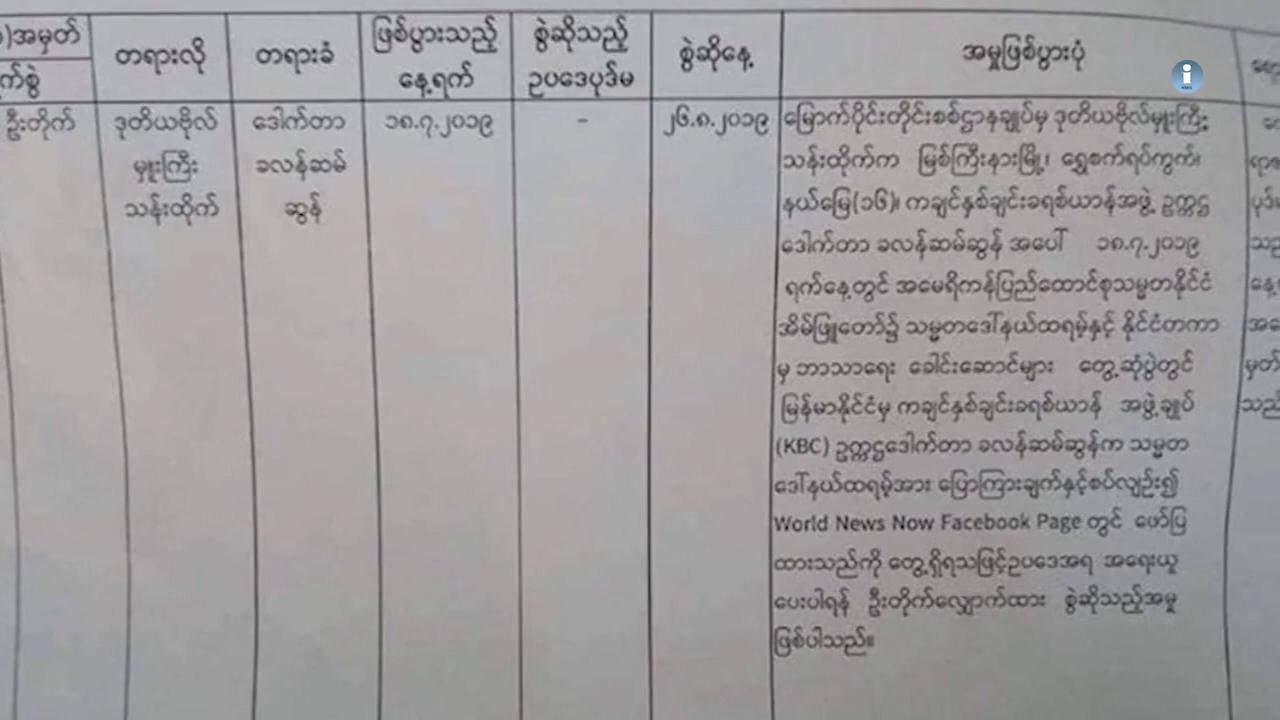 )အမှတ်
က်စွဲ
တရားလို
တရားခံ
ဖြစ်ပွားသည့်
နေ့ရက်
စွဲဆိုသည့်
ဥပဒေပုဒ်မ
စွဲဆိုနေ့
အမှုဖြစ်ပွားပုံ
ဦးတိုက်
ဒုတိယဗိုလ်
မှူးကြီး
သန်းထိုက်
ဒေါက်တာ
ခလန်ဆမ်
ဆွန်
၁၈.၇.၂၀၁၉
-
၂၆.၈.၂၀၁၉
မြောက်ပိုင်းတိုင်းစစ်ဌာနချုပ်မှ ဒုတိယဗိုလ်မှူးကြီး
သန်းထိုက်က မြစ်ကြီးနားမြို့၊ ရွှေစက်ရပ်ကွက်၊
နယ်မြေ(၁၆)၊ ကချင်နှစ်ချင်းခရစ်ယာန်အဖွဲ့ ဥက္ကဌ
ဒေါက်တာ ခလန်ဆမ်ဆွန် အပေါ် ၁၈.၇.၂၀၁၉
ရက်နေ့တွင် အမေရိကန်ပြည်ထောင်စုသမ္မတနိုင်ငံ
အိမ်ဖြူတော်၌ သမ္မတဒေါ်နယ်ထရမ့်နှင့် နိုင်ငံတကာ
မှ ဘာသာရေး ခေါင်းဆောင်များ တွေ့ဆုံပွဲတွင်
မြန်မာနိုင်ငံမှ ကချင်နှစ်ချင်းခရစ်ယာန် အဖွဲ့ချုပ်
(KBC) ဥက္ကဌဒေါက်တာ ခလန်ဆမ်ဆွန်က သမ္မတ
ဒေါ်နယ်ထရမ့်အား ပြောကြားချက်နှင့်စပ်လျဉ်း၍
World News Now Facebook Page တွင် ဖော်ပြ
ထားသည်ကို တွေ့ရှိရသဖြင့်ဥပဒေအရ အရေးယူ
ပေးပါရန် ဦးတိုက်လျှောက်ထား စွဲဆိုသည့်အမှု
ဖြစ်ပါသည်။